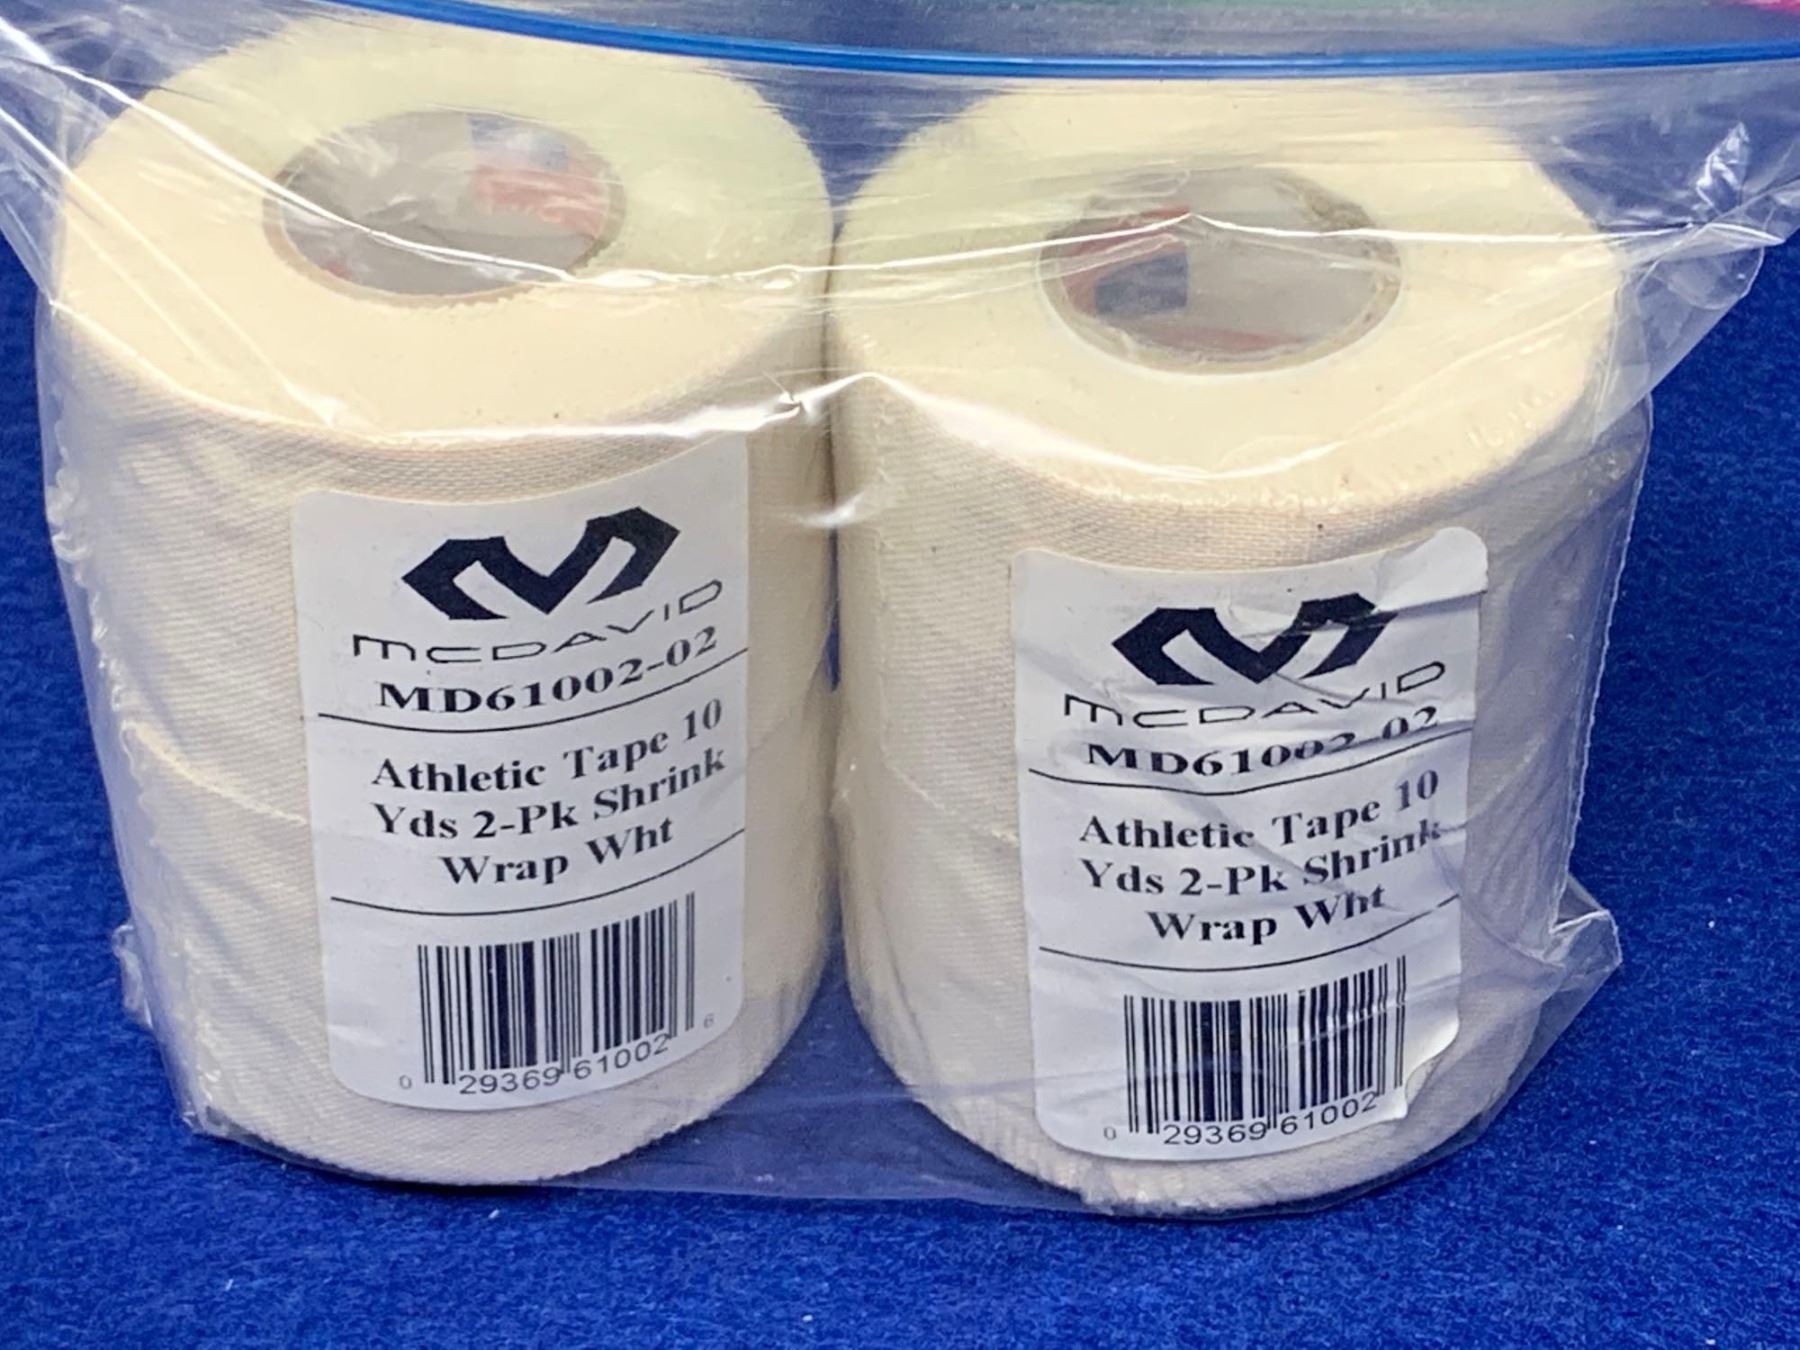 MCDAVID
MD61002-02
Athletic Tape 10
Yds 2-Pk Shrink
Wrap Wht
0 29369 61002 6
MCDAVID
MD61002-02
Athletic Tape 10
Yds 2-Pk Shrink
Wrap Wht
0 29369 61002